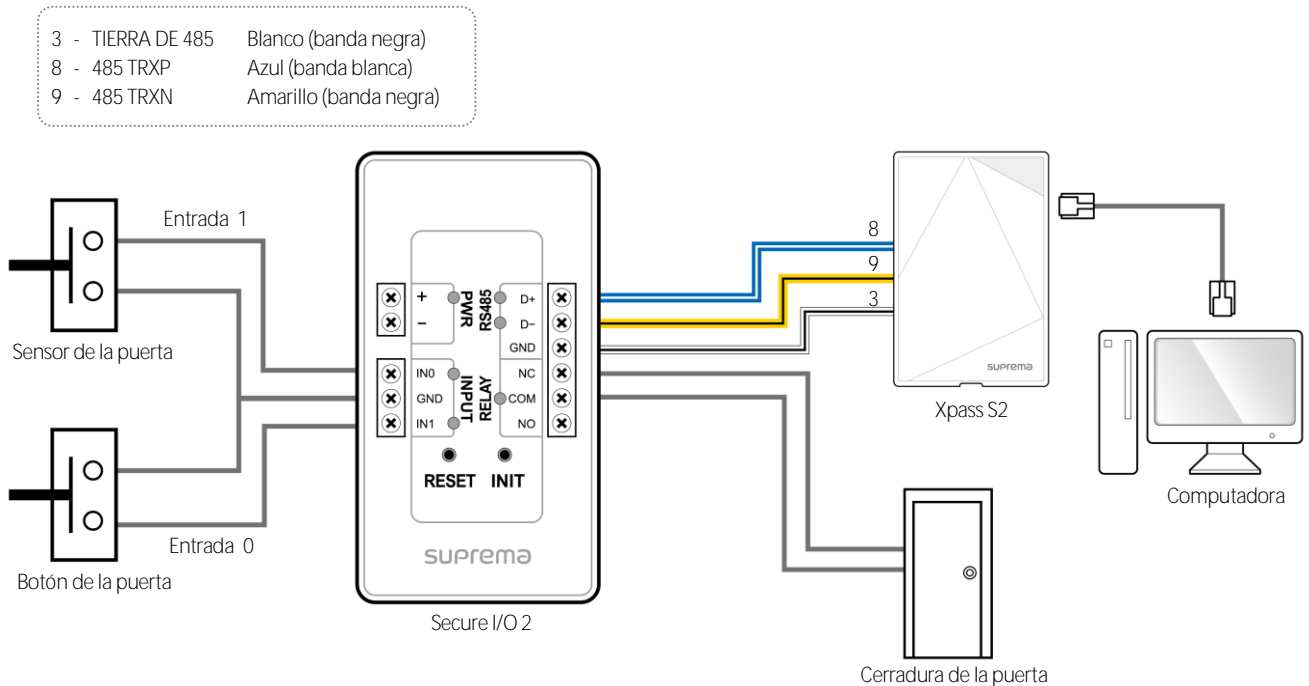 3 - TIERRA DE 485 Blanco (banda negra)
8 - 485 TRXP Azul (banda blanca)
9 - 485 TRXN Amarillo (banda negra)
Entrada 1
Sensor de la puerta
Entrada 0
Botón de la puerta
+
-
PWR
RS485
D+
D-
GND
IN0
GND
IN1
INPUT
RELAY
NC
COM
NO
RESET INIT
suprema
Secure I/O 2
8
9
3
suprema
Xpass S2
Computadora
Cerradura de la puerta